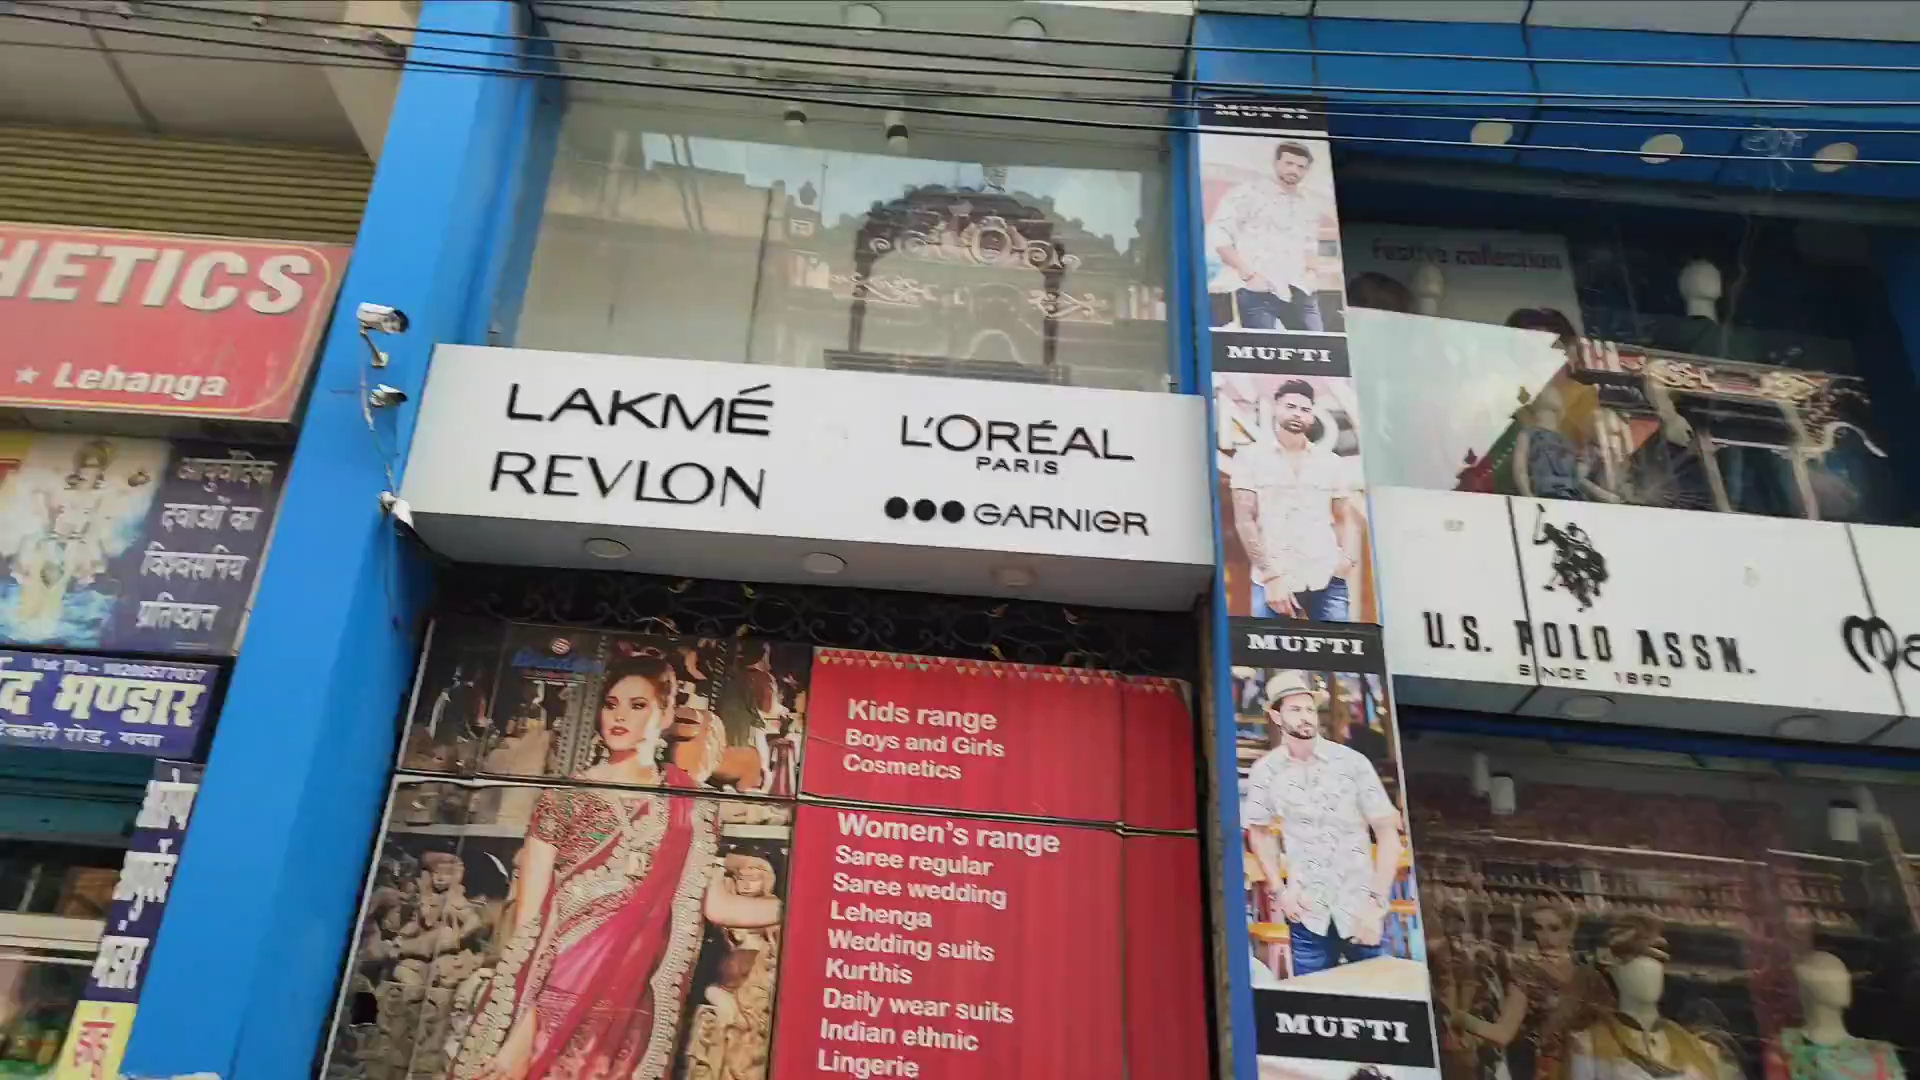 HETICS
★ Lehanga
आयुर्वेदिक
दवाओं का
विश्वसनिय
प्रतिष्ठान
भण्डार
टेकारी रोड, गया
LAKMÉ
REVLON
L'ORÉAL
PARIS
GARNIER
Kids range
Boys and Girls
Cosmetics
Women's range
Saree regular
Saree wedding
Lehenga
Wedding suits
Kurthis
Daily wear suits
Indian ethnic
Lingerie
MUFTI
MUFTI
MUFTI
MUFTI
festive collection
U.S. POLO ASSN.
SINCE 1890